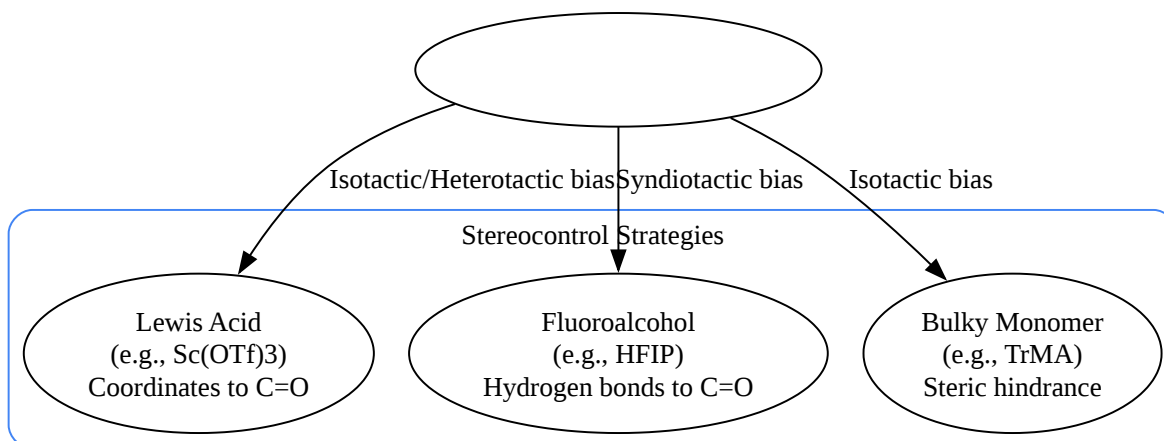 Isotactic/Heterotactic bias
Syndiotactic bias
Isotactic bias
Stereocontrol Strategies
Lewis Acid
(e.g., Sc(OTf)3)
Coordinates to C=O
Fluoroalcohol
(e.g., HFIP)
Hydrogen bonds to C=O
Bulky Monomer
(e.g., TrMA)
Steric hindrance